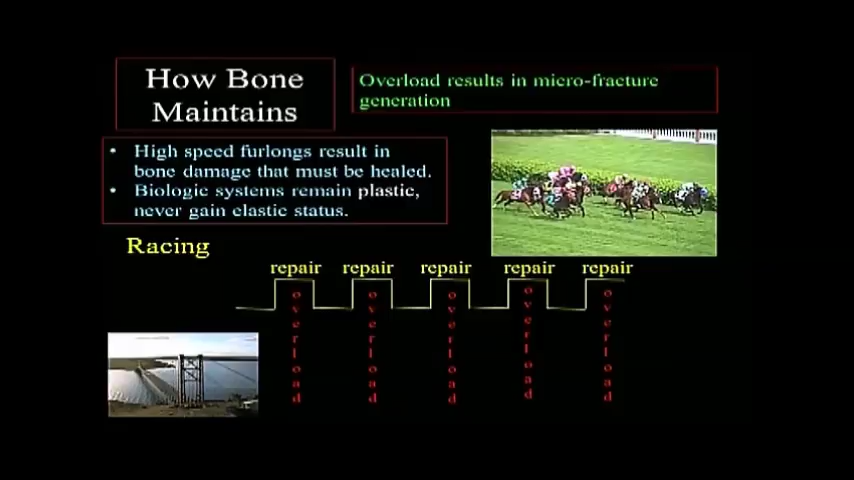 How Bone
Maintains
Overload results in micro-fracture
generation
• High speed furlongs result in
bone damage that must be healed.
• Biologic systems remain plastic,
never gain elastic status.
Racing
repair repair repair repair repair
overload overload overload overload overload